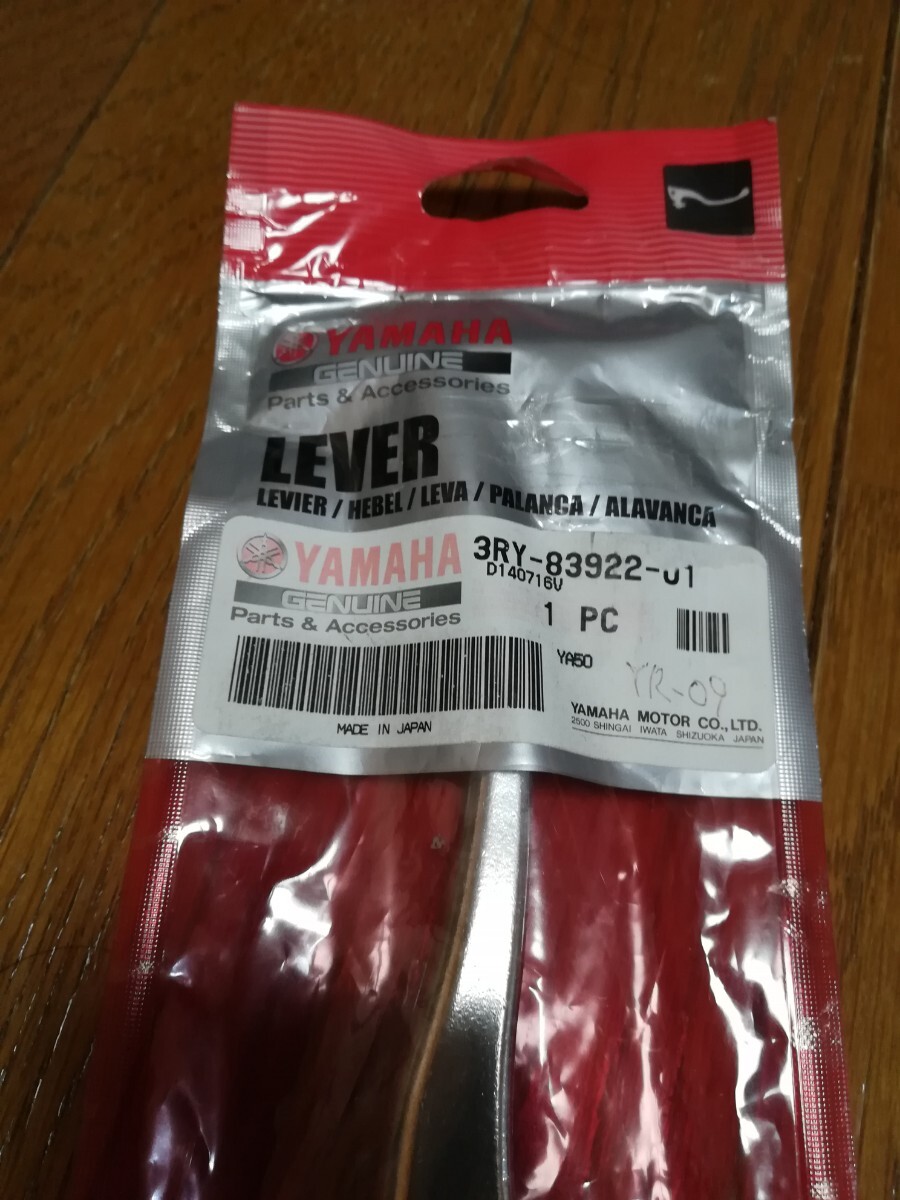 YAMAHA
GENUINE
Parts & Accessories
LEVER
LEVIER / HEBEL / LEVA / PALANCA / ALAVANCA
YAMAHA
GENUINE
Parts & Accessories
3RY-83922-01
D140716V
1 PC
YA50
YR-09
MADE IN JAPAN
YAMAHA MOTOR CO.,LTD.
2500 SHINGAI IWATA SHIZUOKA JAPAN